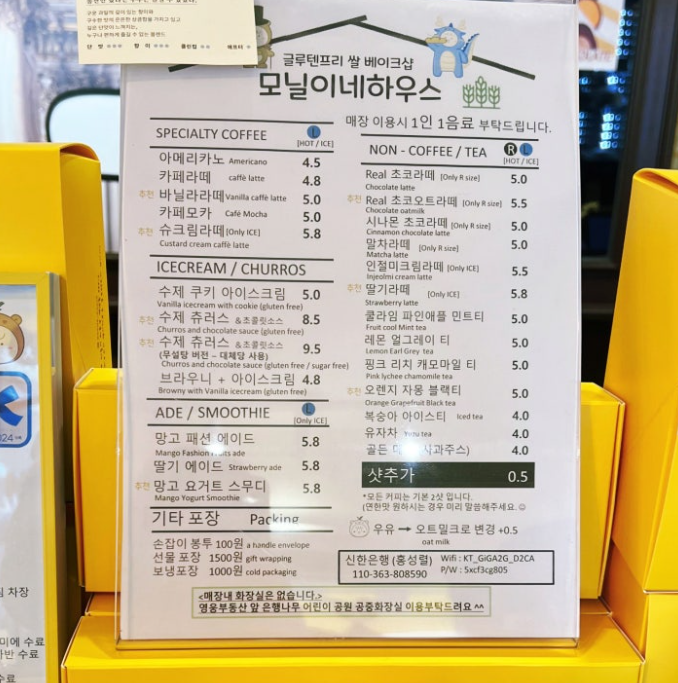 구운 과일의 달콤 있는 향미와
단맛 ●●● 향미 ●●●
글루텐프리 쌀 베이크샵
모닐이네하우스
매장 이용시 1인 1음료 부탁드립니다.
SPECIALTY COFFEE L [HOT / ICE]
아메리카노 Americano 4.5
카페라떼 caffè latte 4.8
추천 바닐라라떼 Vanilla caffè latte 5.0
카페모카 Café Mocha 5.0
추천 슈크림라떼 [Only ICE] 5.8
Custard cream caffè latte
ICECREAM / CHURROS
수제 쿠키 아이스크림 5.0
Vanilla icecream with cookie (gluten free)
추천 수제 츄러스 &초콜릿소스 8.5
Churros and chocolate sauce (gluten free)
추천 수제 츄러스 &초콜릿소스 9.5
(무설탕 버전 – 대체당 사용)
Churros and chocolate sauce (gluten free / sugar free)
브라우니 + 아이스크림 4.8
Browny with Vanilla icecream (gluten free)
ADE / SMOOTHIE L [Only ICE]
망고 패션 에이드 5.8
Mango Fashion Fruits ade
딸기 에이드 Strawberry ade 5.8
추천 망고 요거트 스무디 5.8
Mango Yogurt Smoothie
기타 포장 Packing
손잡이 봉투 100원 a handle envelope
선물 포장 1500원 gift wrapping
보냉포장 1000원 cold packaging
NON - COFFEE / TEA R L [HOT / ICE]
Real 초코라떼 [Only R size] 5.0
Chocolate latte
추천 Real 초코오트라떼 [Only R size] 5.5
Chocolate oatmilk
시나몬 초코라떼 [Only R size] 5.0
Cinnamon chocolate latte
말차라떼 [Only R size] 5.0
Matcha latte
인절미크림라떼 [Only ICE] 5.5
Injeolmi cream latte
추천 딸기라떼 [Only ICE] 5.8
Strawberry latte
쿨라임 파인애플 민트티 5.0
Fruit cool Mint tea
레몬 얼그레이 티 5.0
Lemon Earl Grey tea
핑크 리치 캐모마일 티 5.0
Pink lychee chamomile tea
추천 오렌지 자몽 블랙티 5.0
Orange Grapefruit Black tea
복숭아 아이스티 Iced tea 4.0
유자차 Yuzu tea 4.0
골든 사과주스) 4.0
샷추가 0.5
*모든 커피는 기본 2샷 입니다.
(연한맛 원하시는 경우 미리 말씀해주세요. ☺
우유 → 오트밀크로 변경 +0.5
oat milk
신한은행 (홍성럴) Wifi : KT_GiGA2G_D2CA
110-363-808590 P/W : 5xcf3cg805
<매장내 화장실은 없습니다.>
영웅부동산 앞 은행나무 어린이 공원 공중화장실 이용부탁드려요 ^^